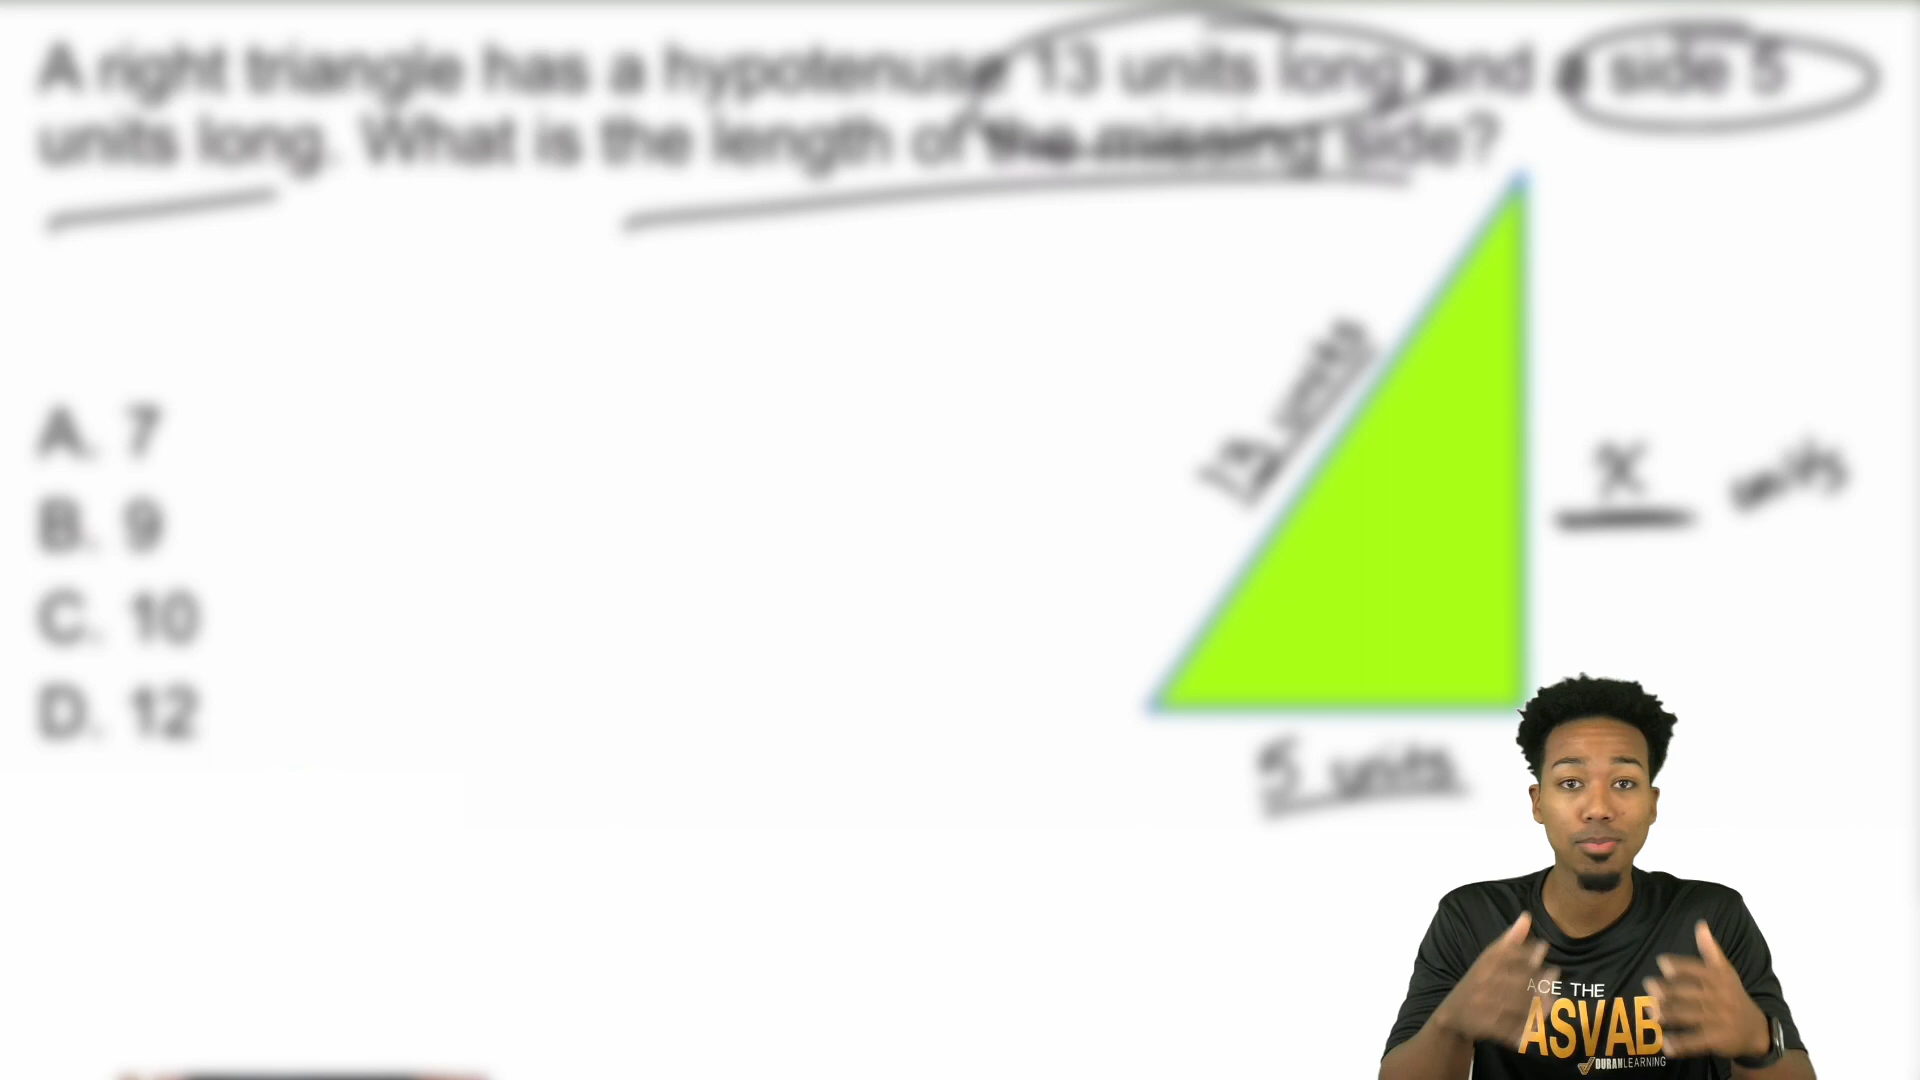 A right triangle has a hypotenuse 13 units long and a side 5
units long. What is the length of the missing side?
13 units
A. 7
X units
B. 9
C. 10
D. 12
5 units
ACE THE
ASVAB
DURANLEARNING